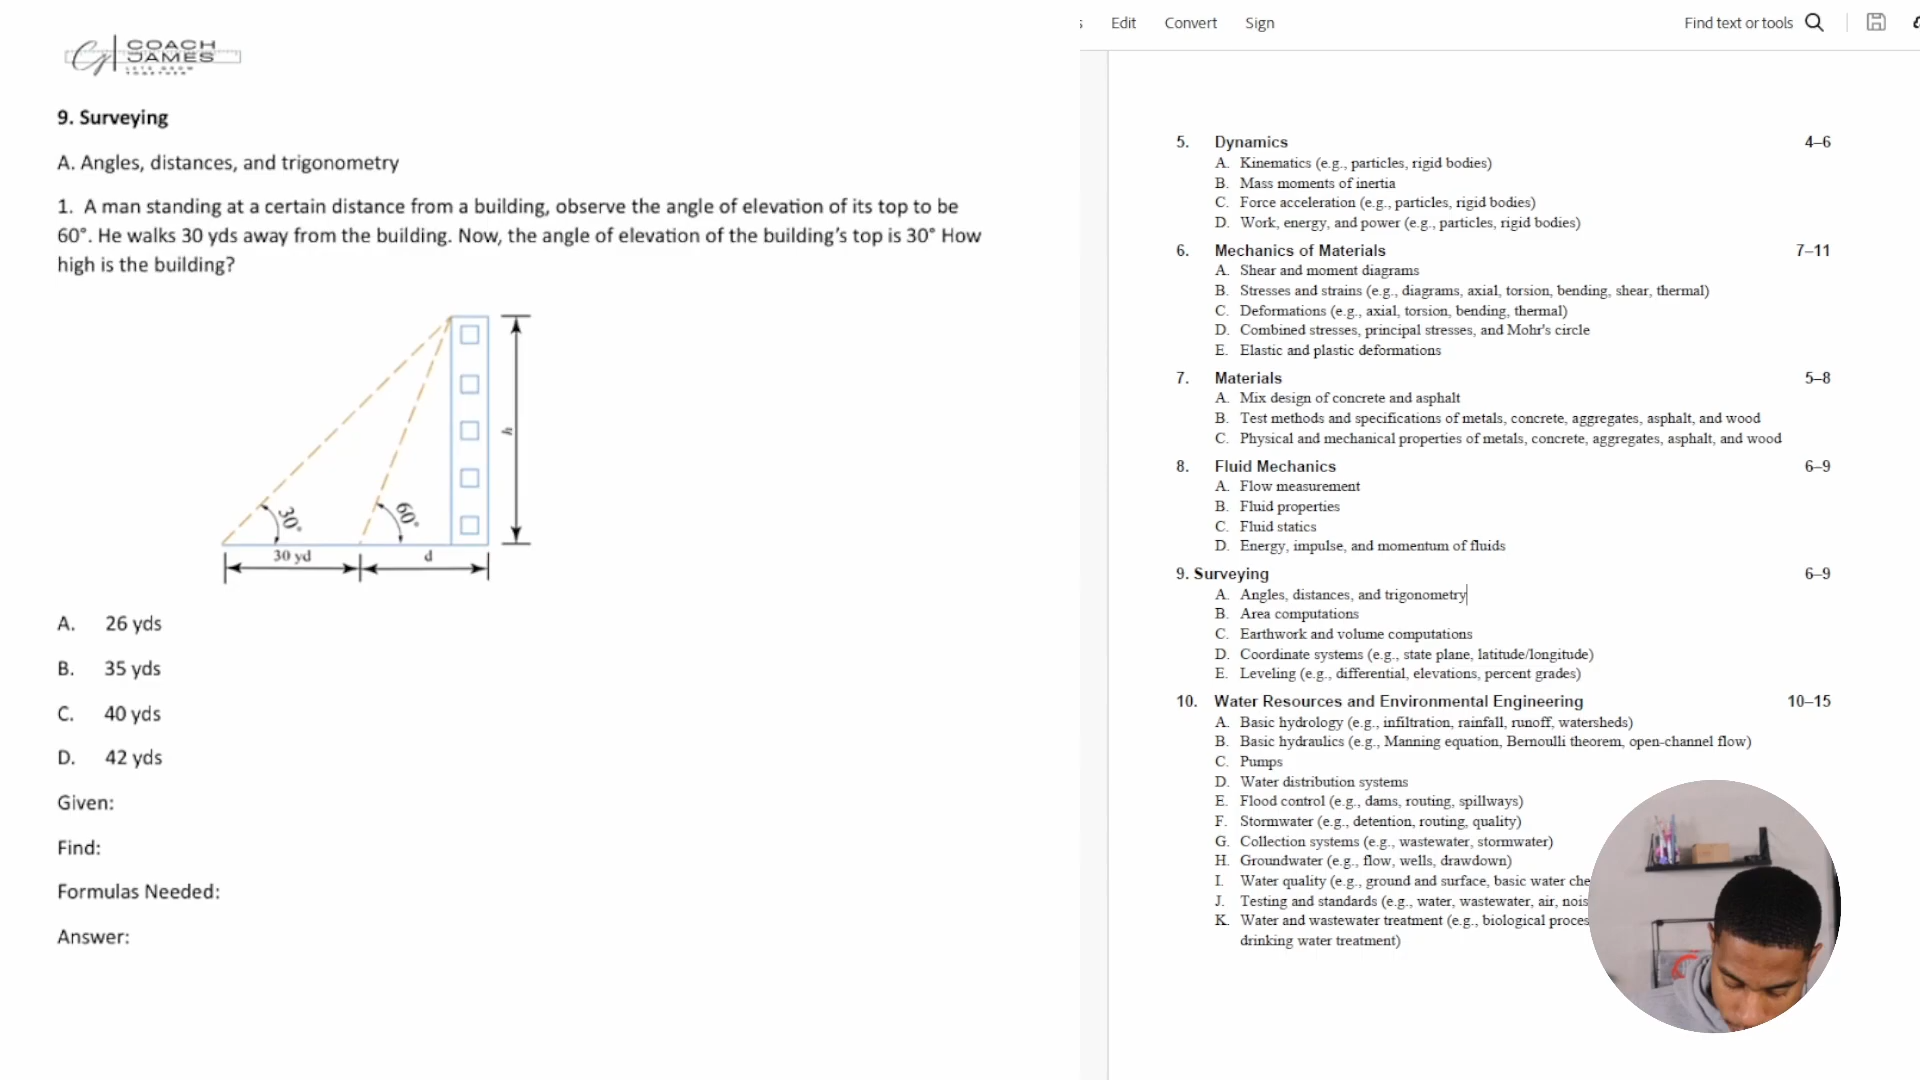 COACH
JAMES
9. Surveying
A. Angles, distances, and trigonometry
1. A man standing at a certain distance from a building, observe the angle of elevation of its top to be
60°. He walks 30 yds away from the building. Now, the angle of elevation of the building's top is 30° How
high is the building?
h
30°
60°
30 yd
d
A. 26 yds
B. 35 yds
C. 40 yds
D. 42 yds
Given:
Find:
Formulas Needed:
Answer:
Edit Convert Sign
Find text or tools
5. Dynamics 4–6
A. Kinematics (e.g., particles, rigid bodies)
B. Mass moments of inertia
C. Force acceleration (e.g., particles, rigid bodies)
D. Work, energy, and power (e.g., particles, rigid bodies)
6. Mechanics of Materials 7–11
A. Shear and moment diagrams
B. Stresses and strains (e.g., diagrams, axial, torsion, bending, shear, thermal)
C. Deformations (e.g., axial, torsion, bending, thermal)
D. Combined stresses, principal stresses, and Mohr's circle
E. Elastic and plastic deformations
7. Materials 5–8
A. Mix design of concrete and asphalt
B. Test methods and specifications of metals, concrete, aggregates, asphalt, and wood
C. Physical and mechanical properties of metals, concrete, aggregates, asphalt, and wood
8. Fluid Mechanics 6–9
A. Flow measurement
B. Fluid properties
C. Fluid statics
D. Energy, impulse, and momentum of fluids
9. Surveying 6–9
A. Angles, distances, and trigonometry
B. Area computations
C. Earthwork and volume computations
D. Coordinate systems (e.g., state plane, latitude/longitude)
E. Leveling (e.g., differential, elevations, percent grades)
10. Water Resources and Environmental Engineering 10–15
A. Basic hydrology (e.g., infiltration, rainfall, runoff, watersheds)
B. Basic hydraulics (e.g., Manning equation, Bernoulli theorem, open-channel flow)
C. Pumps
D. Water distribution systems
E. Flood control (e.g., dams, routing, spillways)
F. Stormwater (e.g., detention, routing, quality)
G. Collection systems (e.g., wastewater, stormwater)
H. Groundwater (e.g., flow, wells, drawdown)
I. Water quality (e.g., ground and surface, basic water che
J. Testing and standards (e.g., water, wastewater, air, nois
K. Water and wastewater treatment (e.g., biological proces
drinking water treatment)